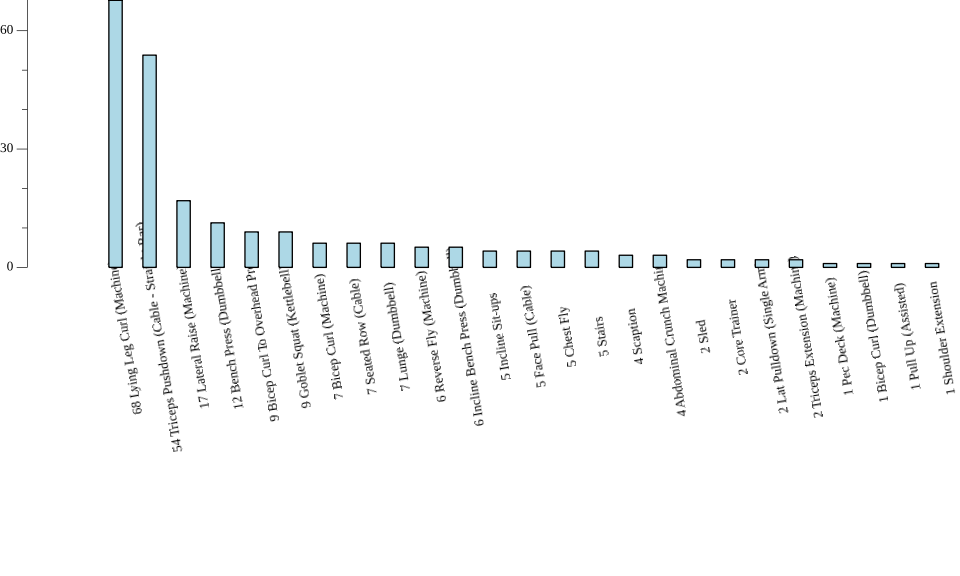 60
30
0
68 Lying Leg Curl (Machine
54 Triceps Pushdown (Cable - Stra Bar)
17 Lateral Raise (Machine
12 Bench Press (Dumbbell
9 Bicep Curl To Overhead Pr
9 Goblet Squat (Kettlebell
7 Bicep Curl (Machine)
7 Seated Row (Cable)
7 Lunge (Dumbbell)
6 Reverse Fly (Machine)
6 Incline Bench Press (Dumbbell)
5 Incline Sit-ups
5 Face Pull (Cable)
5 Chest Fly
5 Stairs
4 Scaption
4 Abdominal Crunch Machi
2 Sled
2 Core Trainer
2 Lat Pulldown (Single Arm
2 Triceps Extension (Machine)
1 Pec Deck (Machine)
1 Bicep Curl (Dumbbell)
1 Pull Up (Assisted)
1 Shoulder Extension